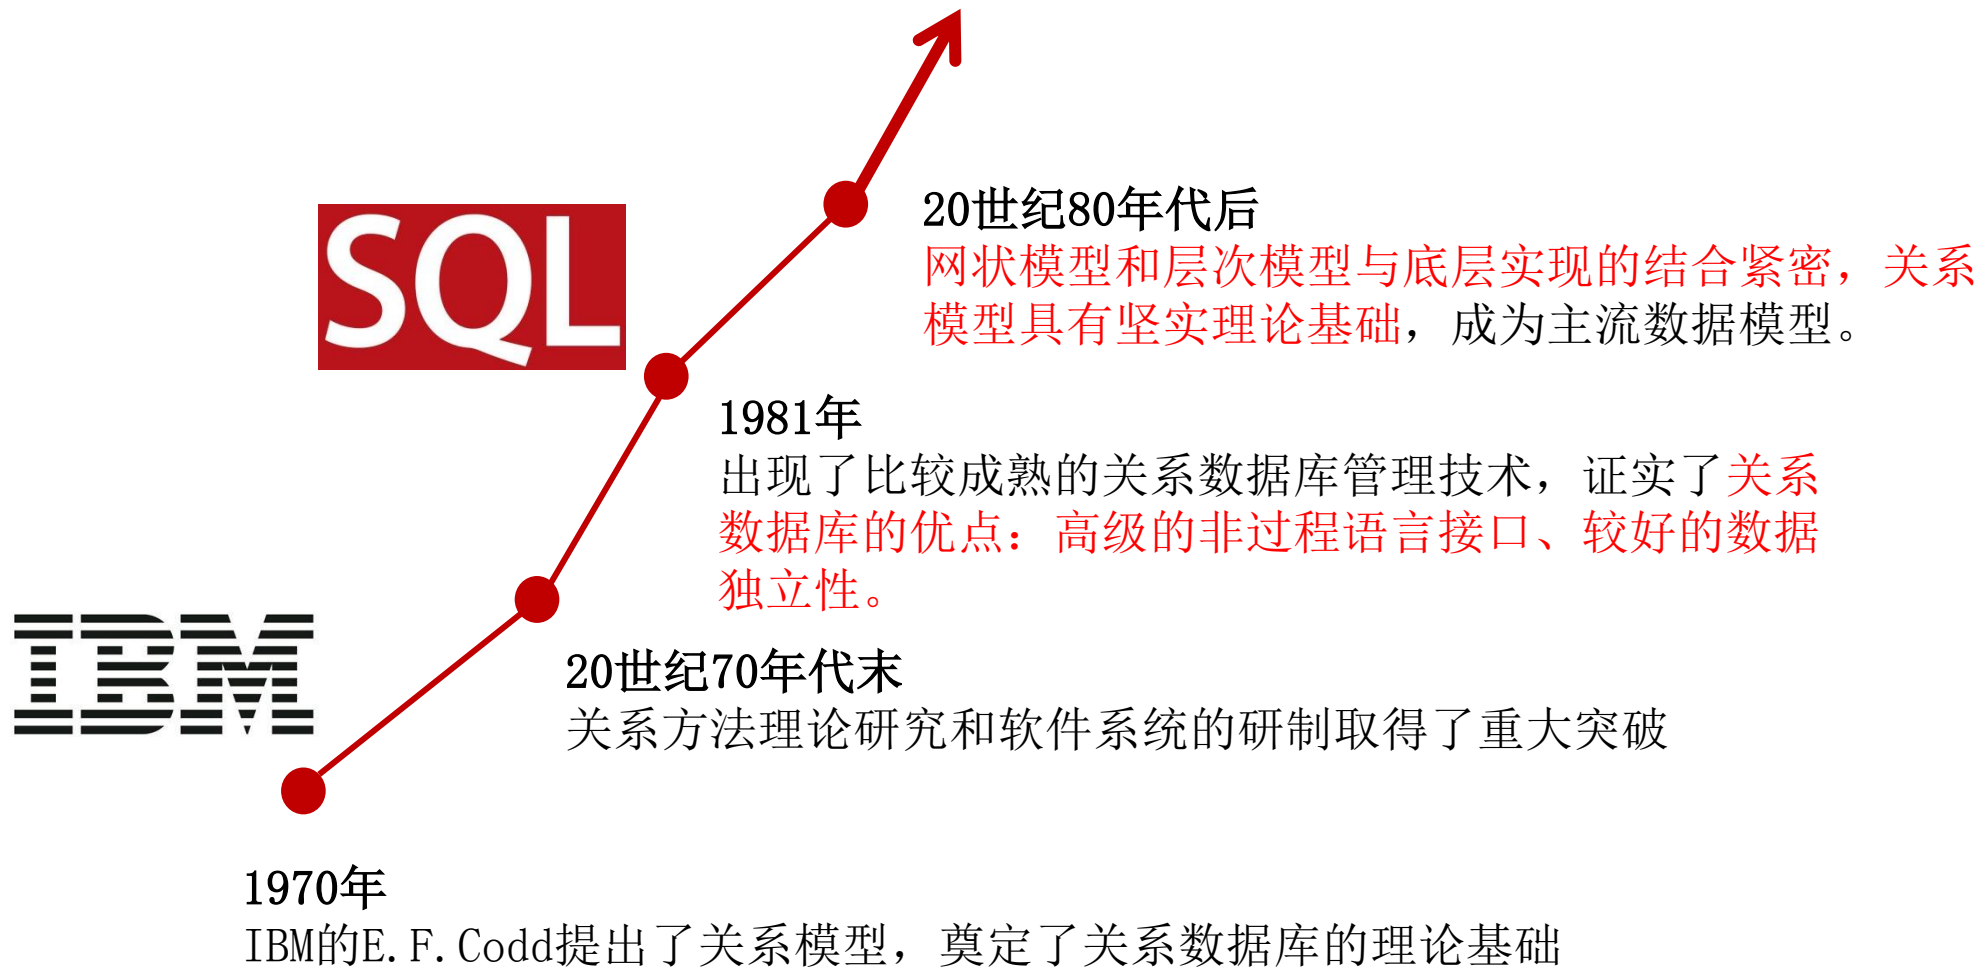 SQL
20世纪80年代后
网状模型和层次模型与底层实现的结合紧密，关系
模型具有坚实理论基础，成为主流数据模型。
1981年
出现了比较成熟的关系数据库管理技术，证实了关系
数据库的优点：高级的非过程语言接口、较好的数据
独立性。
IBM
20世纪70年代末
关系方法理论研究和软件系统的研制取得了重大突破
1970年
IBM的E.F.Codd提出了关系模型，奠定了关系数据库的理论基础